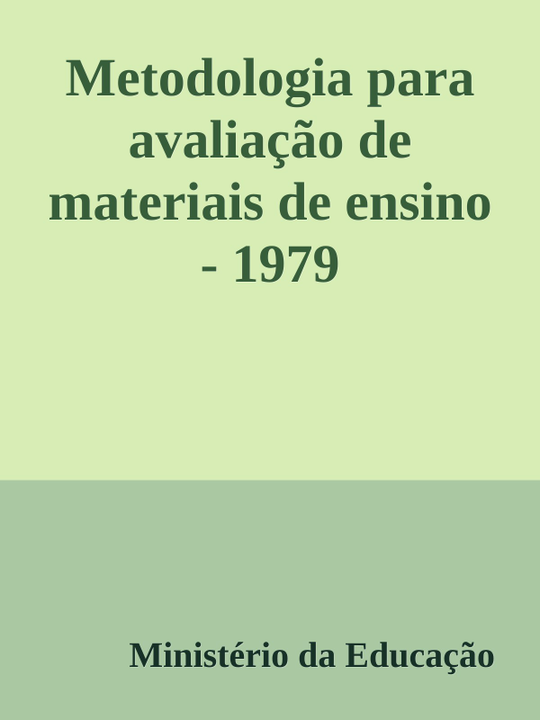 Metodologia para
avaliação de
materiais de ensino
- 1979
Ministério da Educação